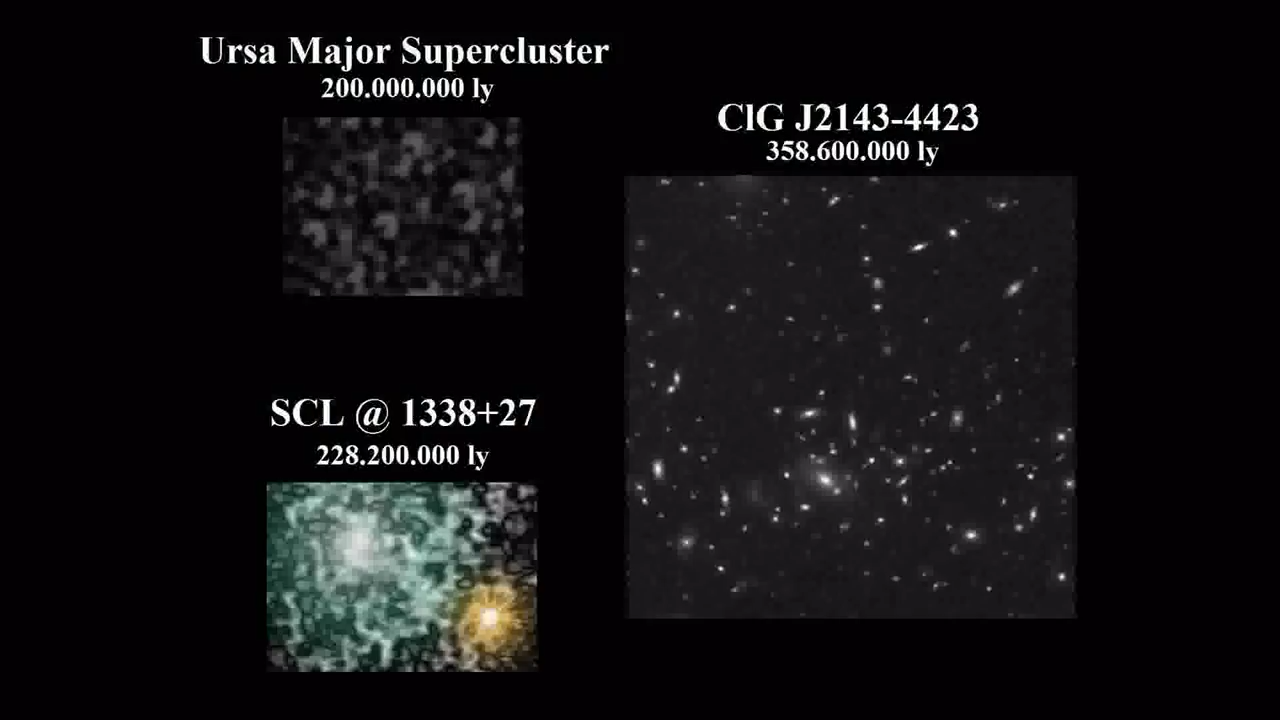 Ursa Major Supercluster
200.000.000 ly
ClG J2143-4423
358.600.000 ly
SCL @ 1338+27
228.200.000 ly